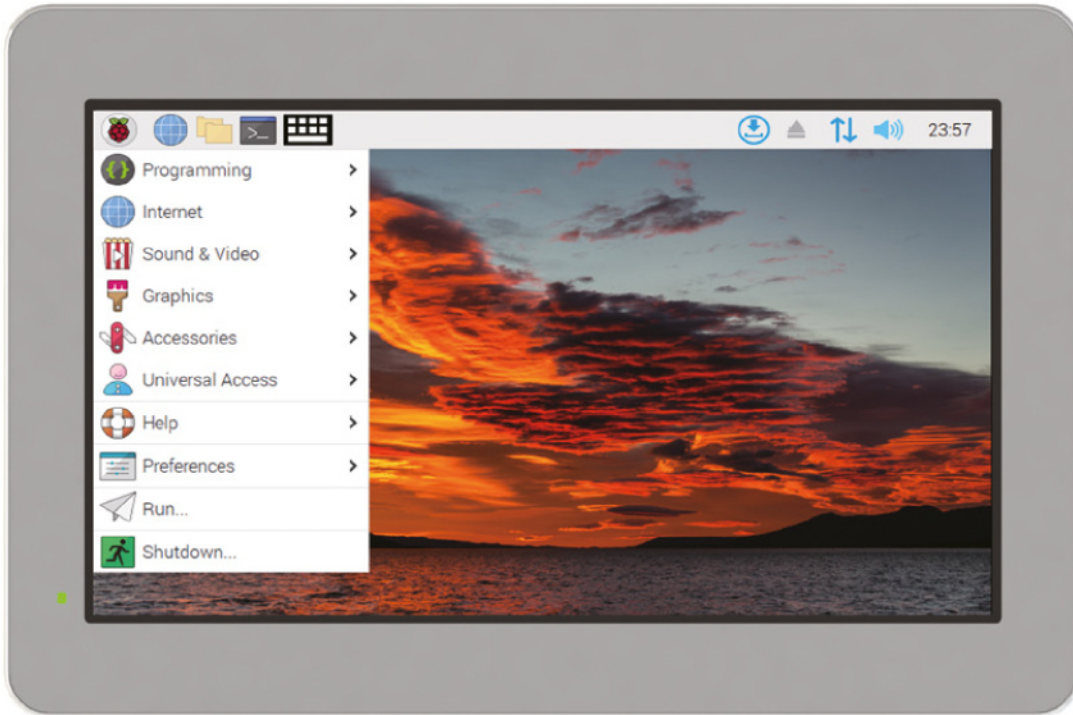 >_
23:57
Programming
Internet
Sound & Video
Graphics
Accessories
Universal Access
Help
Preferences
Run...
Shutdown...